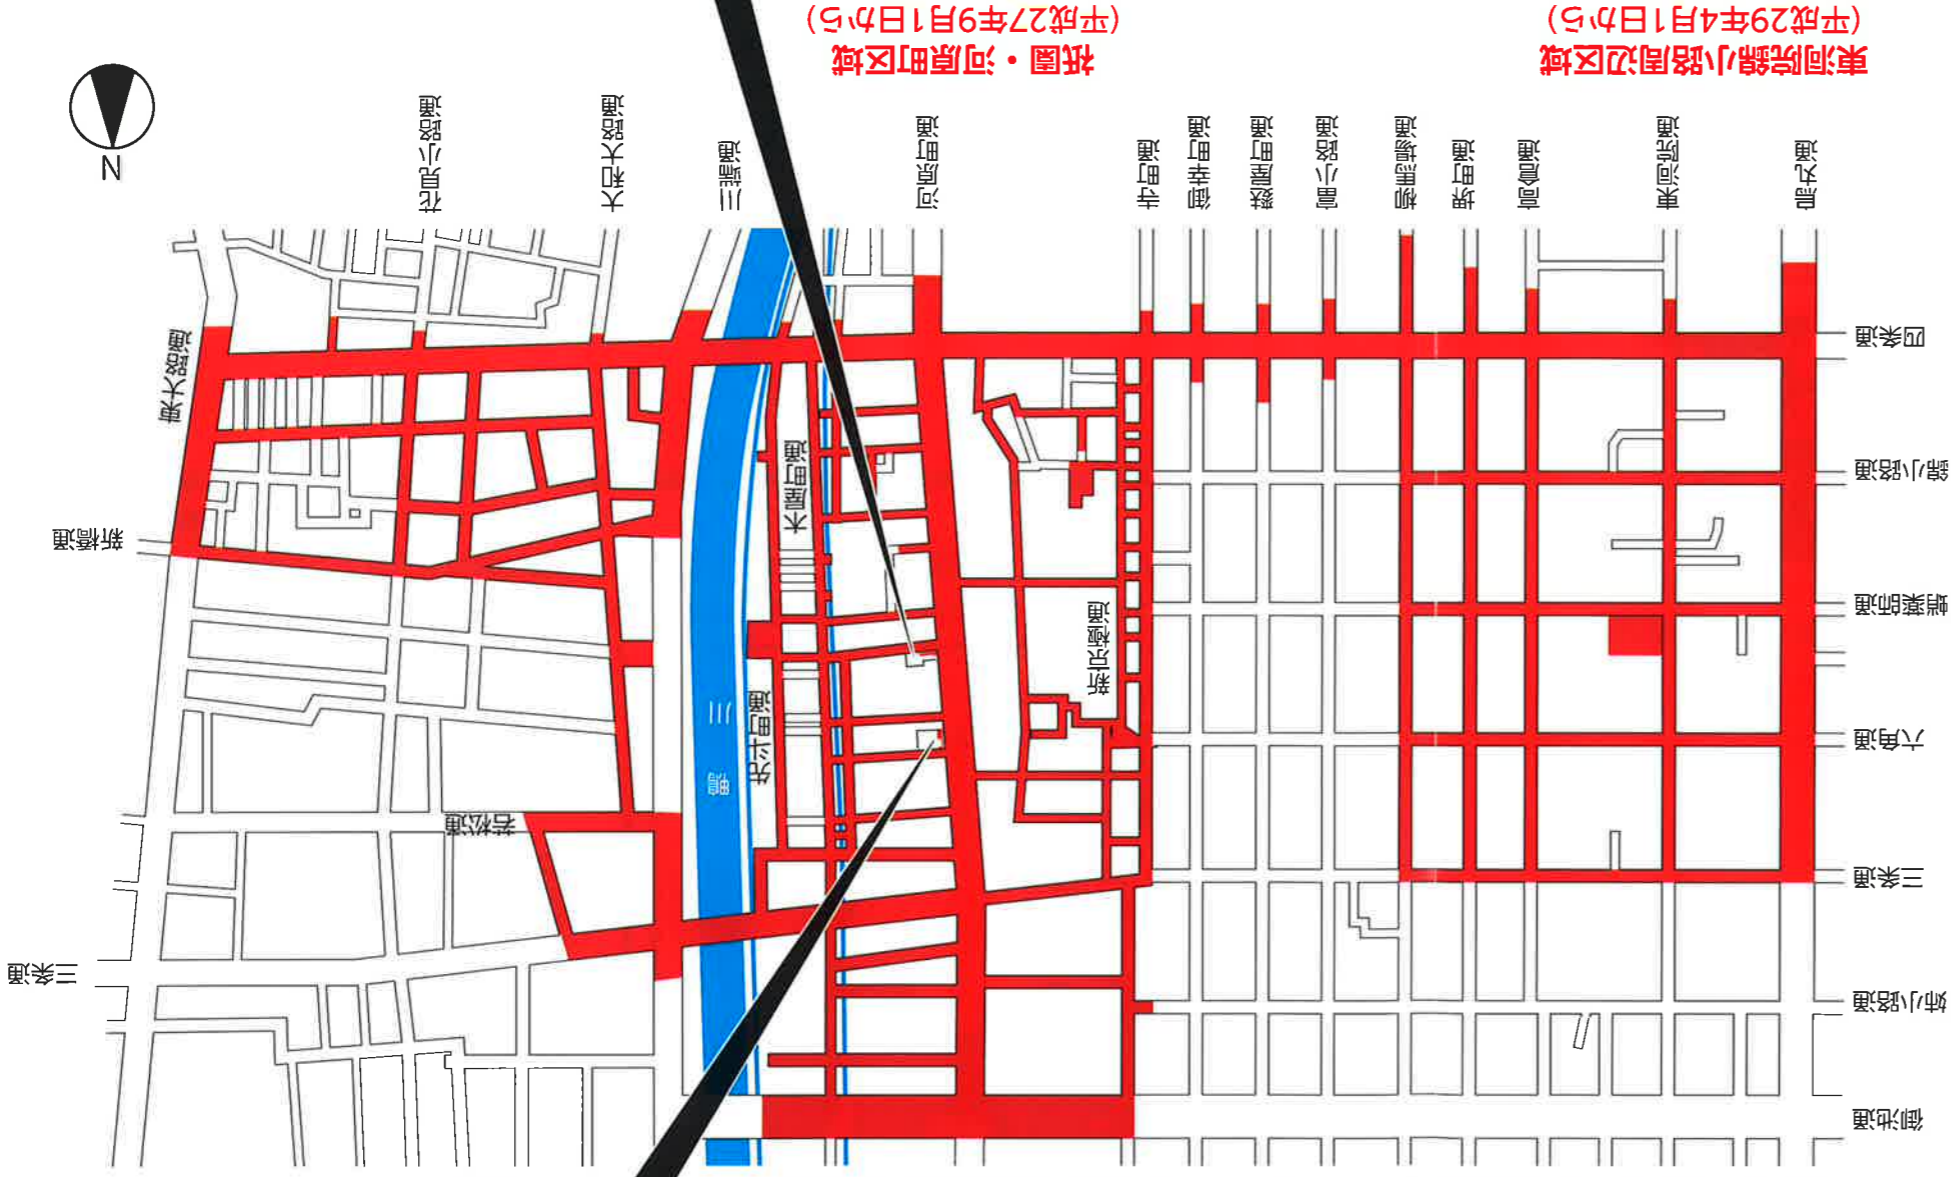 御池通
姉小路通
三条通
六角通
蛸薬師通
錦小路通
四条通
三条通
若松通
新橋通
東大路通
鴨川
先斗町通
木屋町通
新京極通
烏丸通
東洞院通
高倉通
堺町通
柳馬場通
富小路通
麩屋町通
御幸町通
寺町通
河原町通
川端通
大和大路通
花見小路通
N
東洞院錦小路周辺区域
(平成29年4月1日から)
祇園・河原町区域
(平成27年9月1日から)